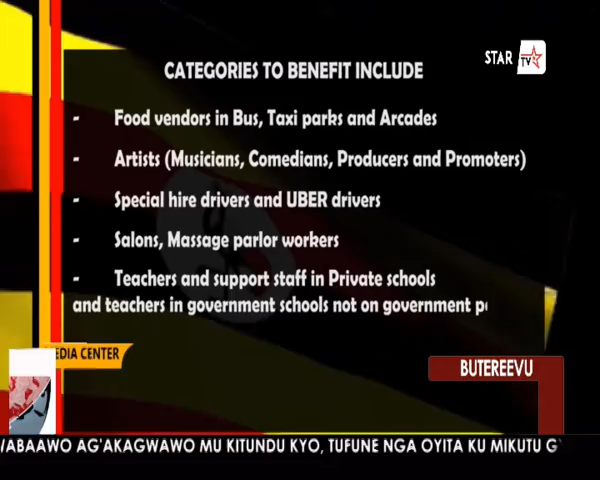 STAR
TV
CATEGORIES TO BENEFIT INCLUDE
- Food vendors in Bus, Taxi parks and Arcades
- Artists (Musicians, Comedians, Producers and Promoters)
- Special hire drivers and UBER drivers
- Salons, Massage parlor workers
- Teachers and support staff in Private schools
and teachers in government schools not on government
CENTER
BUTEREEVU
AG'AKAGWAWO MU KITUNDU KYO, TUFUNE NGA OYITA KU MIKUTU